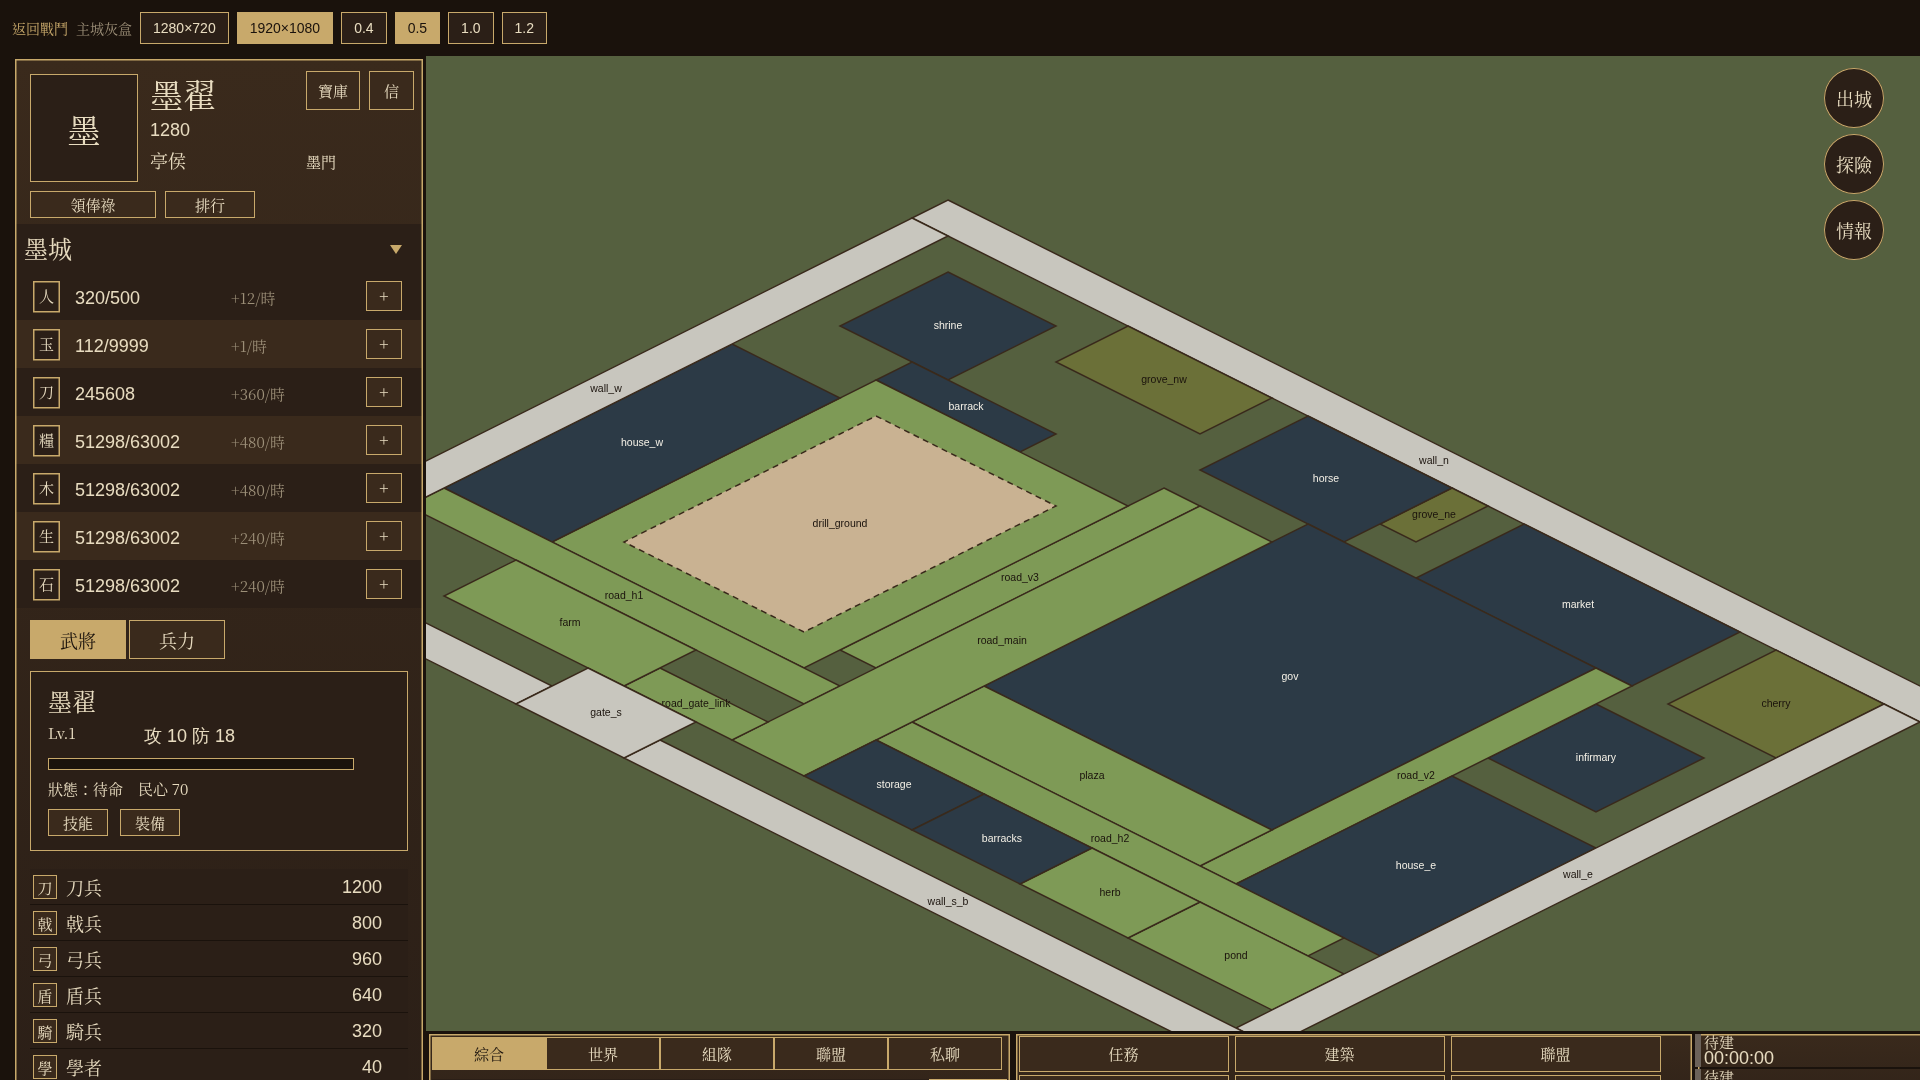 返回戰鬥 主城灰盒 1280×720 1920×1080 0.4 0.5 1.0 1.2
墨
墨翟
寶庫 信
1280
亭侯 墨門
領俸祿 排行
墨城
人 320/500 +12/時 +
玉 112/9999 +1/時 +
刀 245608 +360/時 +
糧 51298/63002 +480/時 +
木 51298/63002 +480/時 +
生 51298/63002 +240/時 +
石 51298/63002 +240/時 +
武將 兵力
墨翟
Lv.1 攻 10 防 18
狀態：待命 民心 70
技能 裝備
刀 刀兵 1200
戟 戟兵 800
弓 弓兵 960
盾 盾兵 640
騎 騎兵 320
學 學者 40
出城
探險
情報
shrine
grove_nw
wall_w
barrack
house_w
wall_n
horse
grove_ne
drill_ground
road_v3
road_h1
market
farm
road_main
gov
road_gate_link
cherry
gate_s
infirmary
plaza
road_v2
storage
barracks
road_h2
house_e
wall_e
herb
wall_s_b
pond
綜合 世界 組隊 聯盟 私聊
任務 建築 聯盟
待建
00:00:00
待建